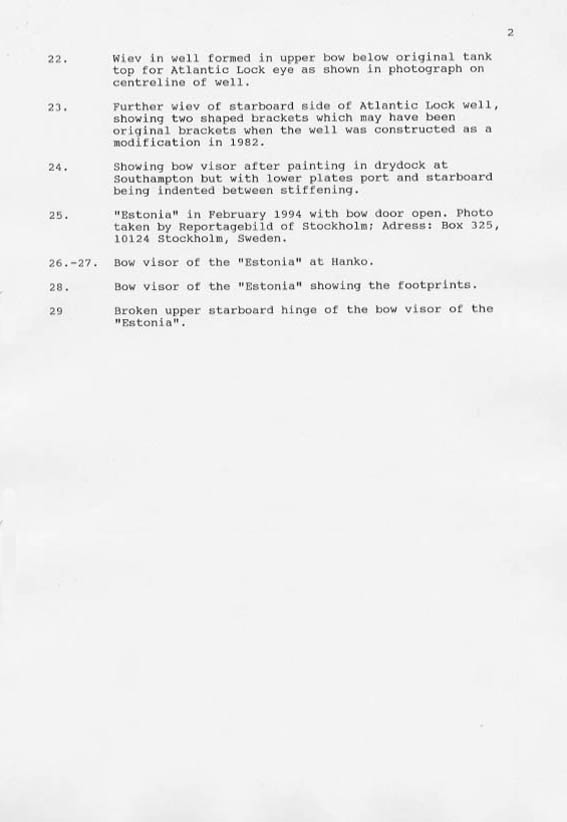 2
22. Wiev in well formed in upper bow below original tank
top for Atlantic Lock eye as shown in photograph on
centreline of well.
23. Further wiev of starboard side of Atlantic Lock well,
showing two shaped brackets which may have been
original brackets when the well was constructed as a
modification in 1982.
24. Showing bow visor after painting in drydock at
Southampton but with lower plates port and starboard
being indented between stiffening.
25. "Estonia" in February 1994 with bow door open. Photo
taken by Reportagebild of Stockholm; Adress: Box 325,
10124 Stockholm, Sweden.
26.-27. Bow visor of the "Estonia" at Hanko.
28. Bow visor of the "Estonia" showing the footprints.
29 Broken upper starboard hinge of the bow visor of the
"Estonia".